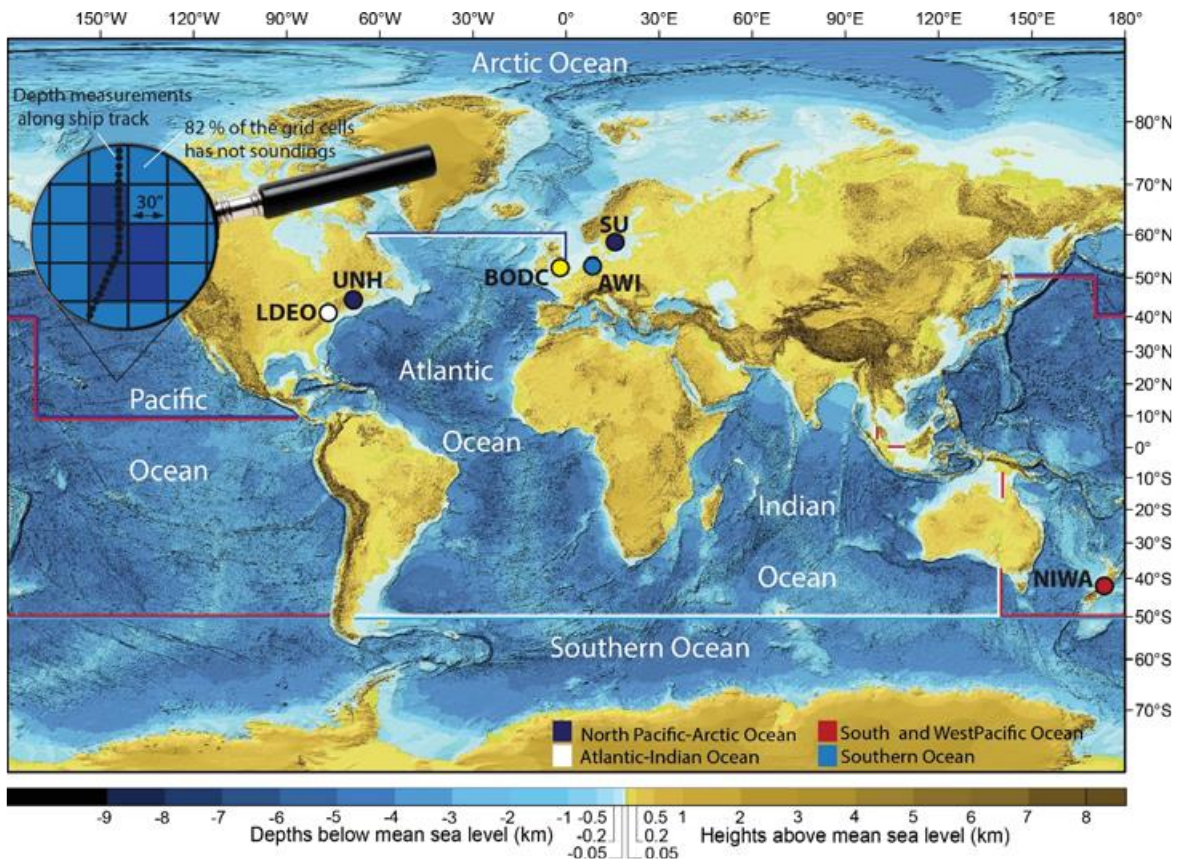 150°W 120°W 90°W 60°W 30°W 0° 30°E 60°E 90°E 120°E 150°E 180°
Arctic Ocean
Depth measurements
along ship track
82 % of the grid cells
has not soundings
30"
80°N
70°N
60°N
50°N
40°N
30°N
20°N
10°N
0°
10°S
20°S
30°S
40°S
50°S
60°S
70°S
SU
BODC
AWI
UNH
LDEO
Atlantic
Ocean
Pacific
Ocean
Indian
Ocean
NIWA
Southern Ocean
North Pacific-Arctic Ocean
South and WestPacific Ocean
Atlantic-Indian Ocean
Southern Ocean
-9 -8 -7 -6 -5 -4 -3 -2 -1 -0.5 0.5 1 2 3 4 5 6 7 8
-0.2 0.2
-0.05 0.05
Depths below mean sea level (km)
Heights above mean sea level (km)